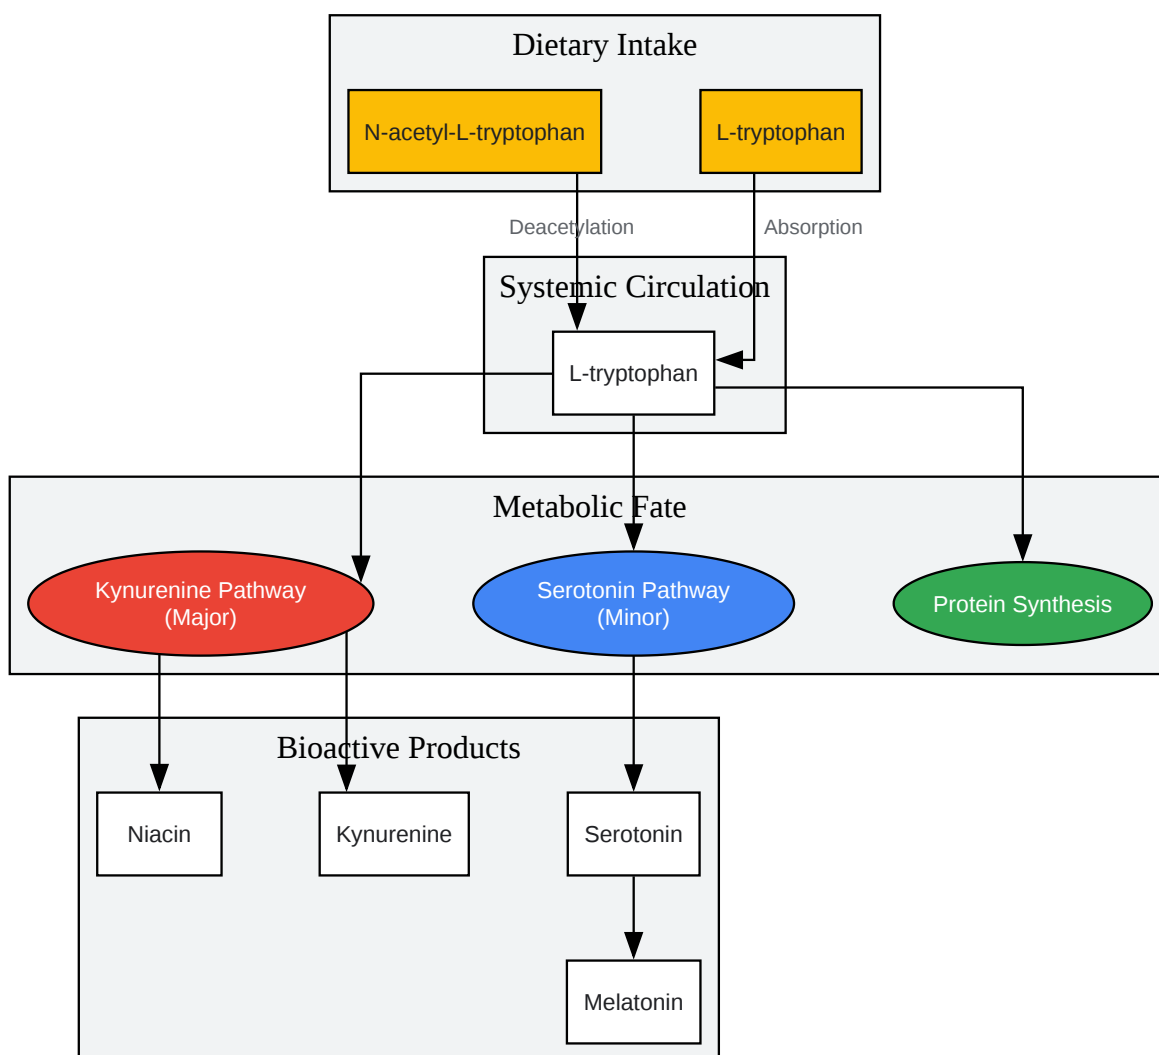 Dietary Intake
N-acetyl-L-tryptophan
L-tryptophan
Deacetylation
Absorption
Systemic Circulation
L-tryptophan
Metabolic Fate
Kynurenine Pathway
(Major)
Serotonin Pathway
(Minor)
Protein Synthesis
Bioactive Products
Niacin
Kynurenine
Serotonin
Melatonin